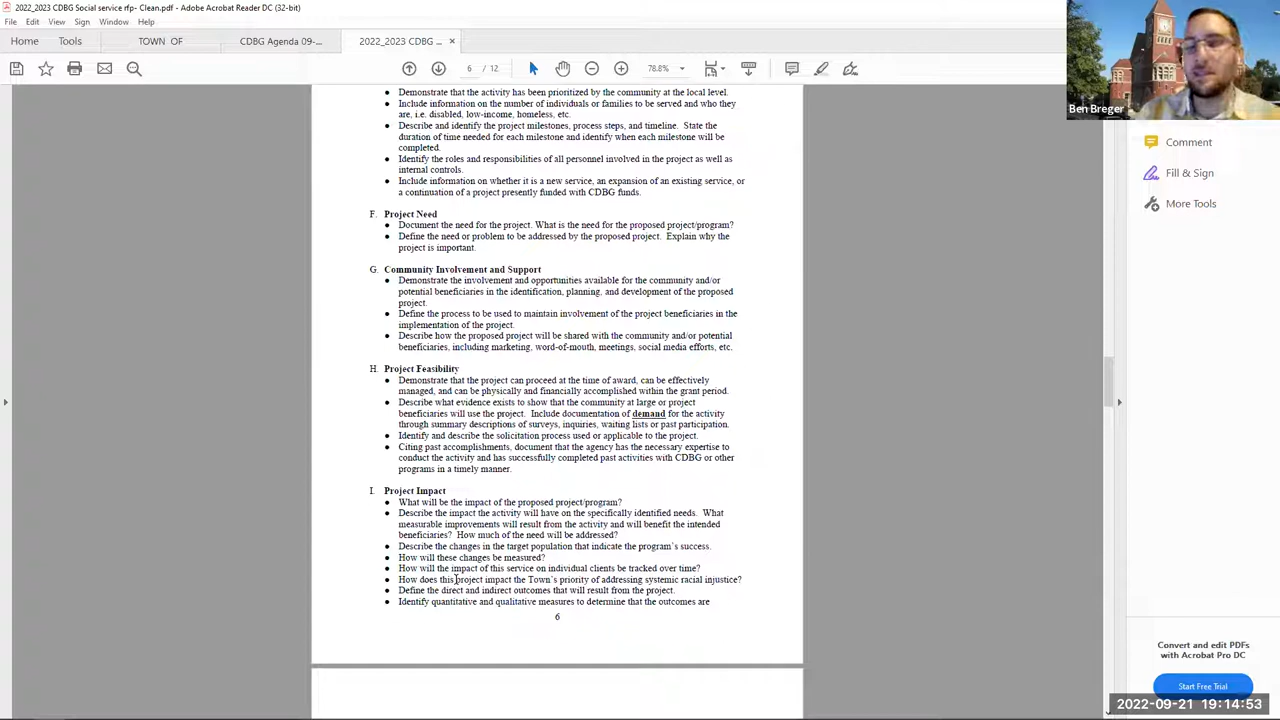 2022_2023 CDBG Social service rfp- Clean.pdf - Adobe Acrobat Reader DC (32-bit)
File Edit View Sign Window Help
Home Tools TOWN OF CDBG Agenda 09-... 2022_2023 CDBG ... ×
6 / 12 78.8%
Ben Breger
Comment
Fill & Sign
More Tools
• Demonstrate that the activity has been prioritized by the community at the local level.
• Include information on the number of individuals or families to be served and who they
are, i.e. disabled, low-income, homeless, etc.
• Describe and identify the project milestones, process steps, and timeline. State the
duration of time needed for each milestone and identify when each milestone will be
completed.
• Identify the roles and responsibilities of all personnel involved in the project as well as
internal controls.
• Include information on whether it is a new service, an expansion of an existing service, or
a continuation of a project presently funded with CDBG funds.
F. Project Need
• Document the need for the project. What is the need for the proposed project/program?
• Define the need or problem to be addressed by the proposed project. Explain why the
project is important.
G. Community Involvement and Support
• Demonstrate the involvement and opportunities available for the community and/or
potential beneficiaries in the identification, planning, and development of the proposed
project.
• Define the process to be used to maintain involvement of the project beneficiaries in the
implementation of the project.
• Describe how the proposed project will be shared with the community and/or potential
beneficiaries, including marketing, word-of-mouth, meetings, social media efforts, etc.
H. Project Feasibility
• Demonstrate that the project can proceed at the time of award, can be effectively
managed, and can be physically and financially accomplished within the grant period.
• Describe what evidence exists to show that the community at large or project
beneficiaries will use the project. Include documentation of demand for the activity
through summary descriptions of surveys, inquiries, waiting lists or past participation.
• Identify and describe the solicitation process used or applicable to the project.
• Citing past accomplishments, document that the agency has the necessary expertise to
conduct the activity and has successfully completed past activities with CDBG or other
programs in a timely manner.
I. Project Impact
• What will be the impact of the proposed project/program?
• Describe the impact the activity will have on the specifically identified needs. What
measurable improvements will result from the activity and will benefit the intended
beneficiaries? How much of the need will be addressed?
• Describe the changes in the target population that indicate the program's success.
• How will these changes be measured?
• How will the impact of this service on individual clients be tracked over time?
• How does this project impact the Town's priority of addressing systemic racial injustice?
• Define the direct and indirect outcomes that will result from the project.
• Identify quantitative and qualitative measures to determine that the outcomes are
6
Convert and edit PDFs
with Acrobat Pro DC
Start Free Trial
2022-09-21 19:14:53